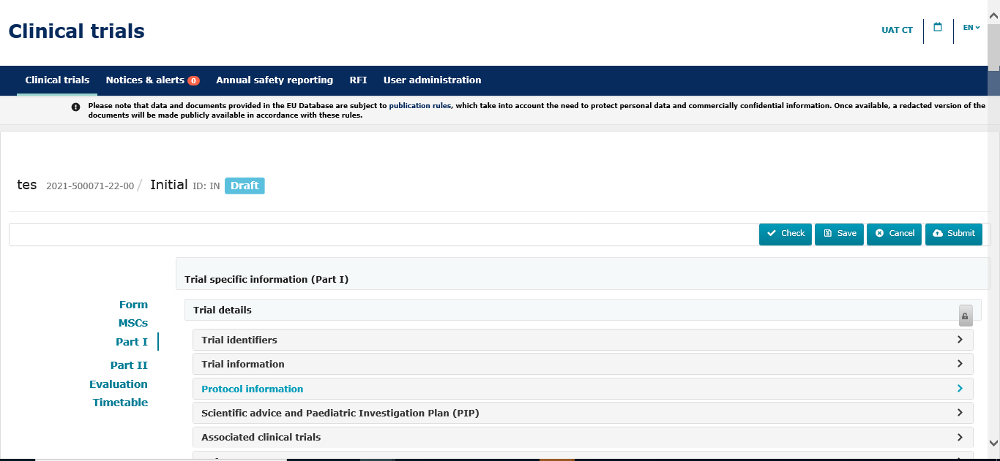 Clinical trials
UAT CT
EN
Clinical trials Notices & alerts 0 Annual safety reporting RFI User administration
Please note that data and documents provided in the EU Database are subject to publication rules, which take into account the need to protect personal data and commercially confidential information. Once available, a redacted version of the
documents will be made publicly available in accordance with these rules.
tes 2021-500071-22-00 / Initial ID: IN Draft
Check Save Cancel Submit
Trial specific information (Part I)
Form
MSCs
Part I
Part II
Evaluation
Timetable
Trial details
Trial identifiers
Trial information
Protocol information
Scientific advice and Paediatric Investigation Plan (PIP)
Associated clinical trials